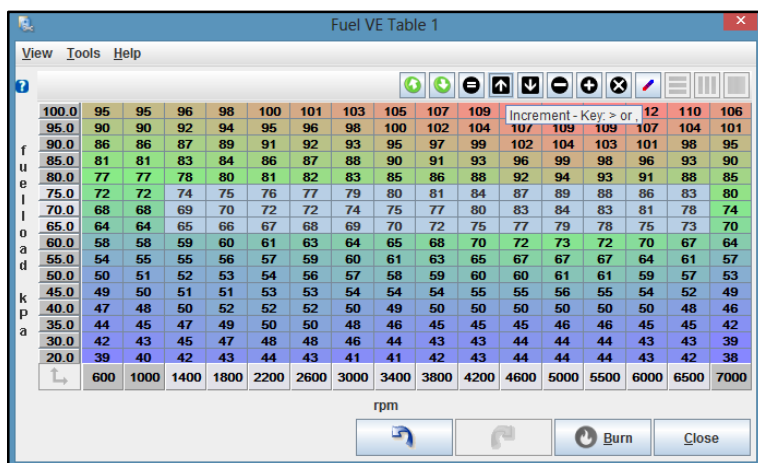 Fuel VE Table 1
View Tools Help
fuelload kPa
100.0 95 95 96 98 100 101 103 105 107 109 Increment - Key: > or , 12 110 106
95.0 90 90 92 94 95 96 98 100 102 104 107 109 109 107 104 101
90.0 86 86 87 89 91 92 93 95 97 99 102 104 103 101 98 95
85.0 81 81 83 84 86 87 88 90 91 93 96 99 98 96 93 90
80.0 77 77 78 80 81 82 83 85 86 88 92 94 93 91 88 85
75.0 72 72 74 75 76 77 79 80 81 84 87 89 88 86 83 80
70.0 68 68 69 70 72 72 74 75 77 80 83 84 83 81 78 74
65.0 64 64 65 66 67 68 69 70 72 75 77 79 78 75 73 70
60.0 58 58 59 60 61 63 64 65 68 70 72 73 72 70 67 64
55.0 54 55 55 56 57 59 60 61 63 65 67 67 67 64 61 57
50.0 50 51 52 53 54 56 57 58 59 60 60 61 61 59 57 53
45.0 49 50 51 51 53 53 54 54 54 55 55 56 55 54 52 49
40.0 47 48 50 52 52 52 50 49 50 50 50 50 50 50 48 46
35.0 44 45 47 49 50 50 48 46 45 45 45 46 46 45 45 42
30.0 42 43 45 47 48 48 46 44 43 43 44 44 44 43 43 39
20.0 39 40 42 43 44 43 41 41 42 43 44 44 44 43 42 38
600 1000 1400 1800 2200 2600 3000 3400 3800 4200 4600 5000 5500 6000 6500 7000
rpm
Burn Close